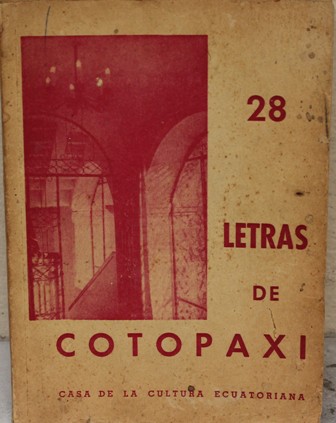 28
LETRAS
DE
COTOPAXI
CASA DE LA CULTURA ECUATORIANA